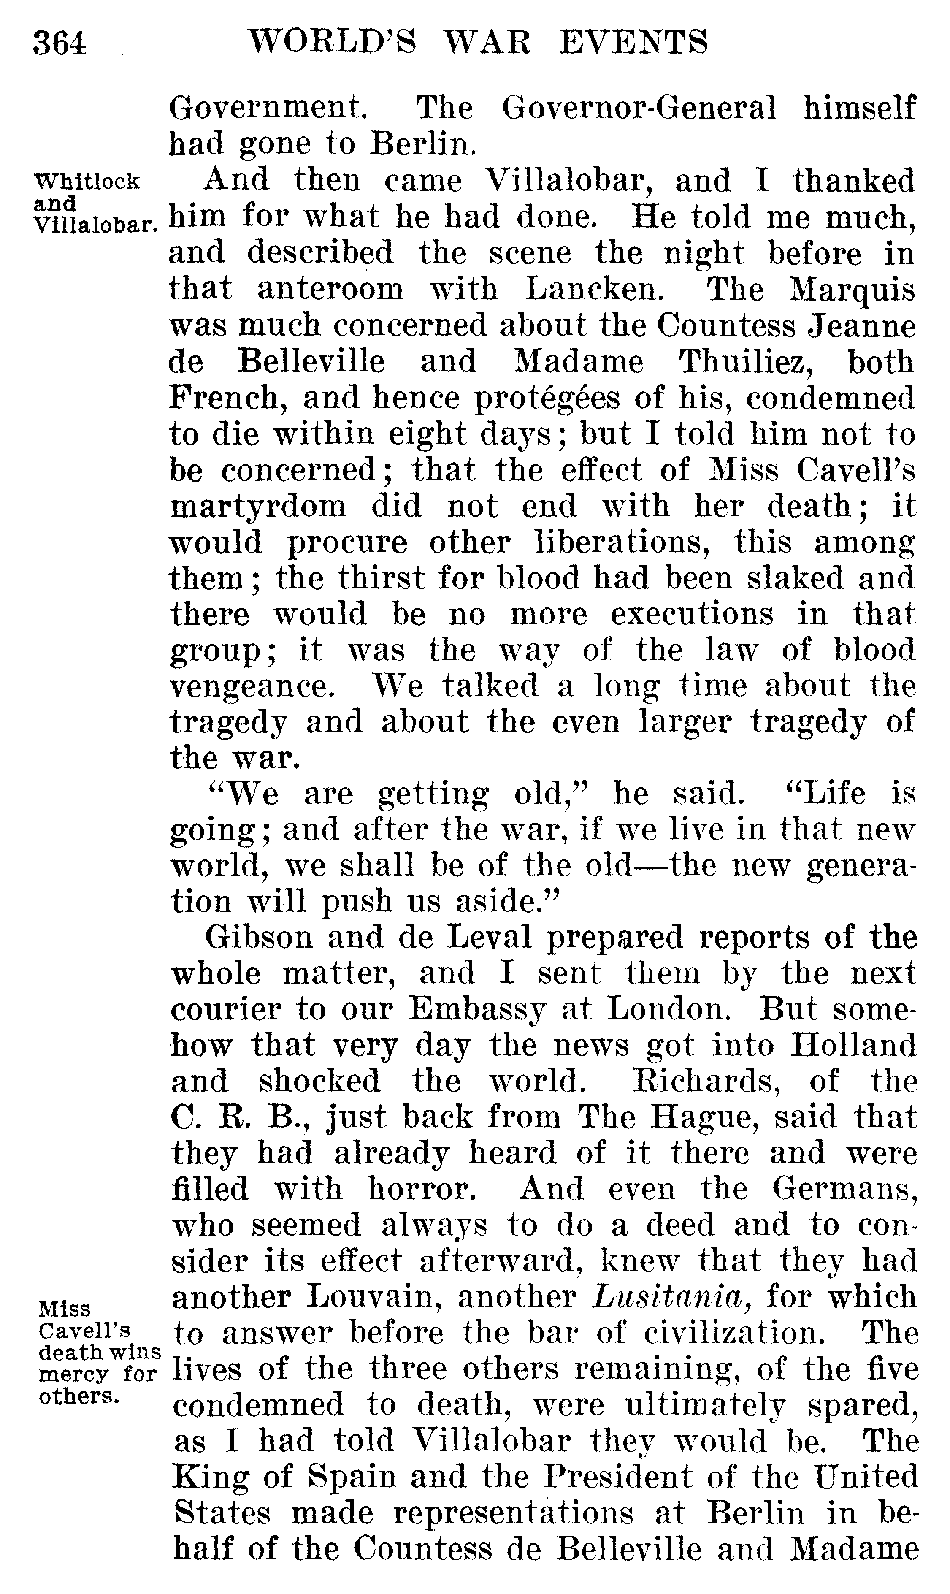 364 WORLD'S WAR EVENTS
Government. The Governor-General himself
had gone to Berlin.
Whitlock
and
Villalobar.
And then came Villalobar, and I thanked
him for what he had done. He told me much,
and described the scene the night before in
that anteroom with Lancken. The Marquis
was much concerned about the Countess Jeanne
de Belleville and Madame Thuiliez, both
French, and hence protégées of his, condemned
to die within eight days; but I told him not to
be concerned; that the effect of Miss Cavell's
martyrdom did not end with her death; it
would procure other liberations, this among
them; the thirst for blood had been slaked and
there would be no more executions in that
group; it was the way of the law of blood
vengeance. We talked a long time about the
tragedy and about the even larger tragedy of
the war.
"We are getting old," he said. "Life is
going; and after the war, if we live in that new
world, we shall be of the old—the new genera-
tion will push us aside."
Gibson and de Leval prepared reports of the
whole matter, and I sent them by the next
courier to our Embassy at London. But some-
how that very day the news got into Holland
and shocked the world. Richards, of the
C. R. B., just back from The Hague, said that
they had already heard of it there and were
filled with horror. And even the Germans,
who seemed always to do a deed and to con-
sider its effect afterward, knew that they had
another Louvain, another Lusitania, for which
to answer before the bar of civilization. The
Miss
Cavell's
death wins
mercy for
others.
lives of the three others remaining, of the five
condemned to death, were ultimately spared,
as I had told Villalobar they would be. The
King of Spain and the President of the United
States made representations at Berlin in be-
half of the Countess de Belleville and Madame